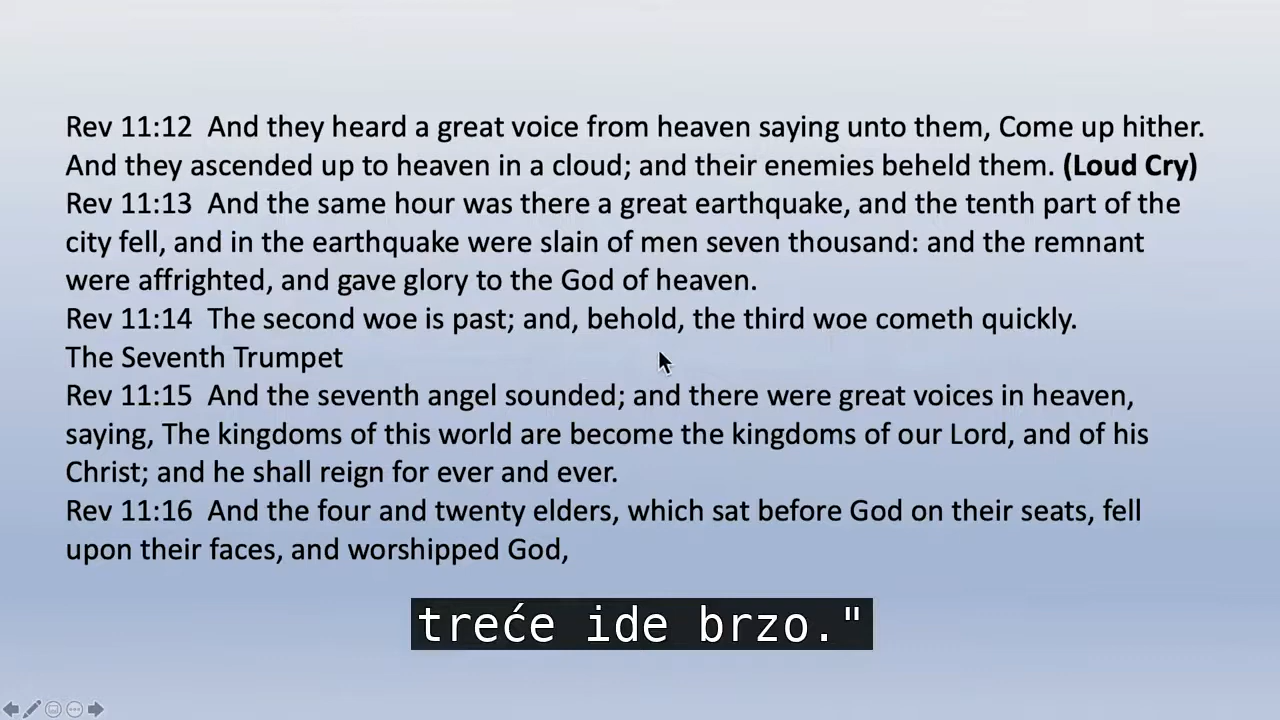 Rev 11:12  And they heard a great voice from heaven saying unto them, Come up hither.
And they ascended up to heaven in a cloud; and their enemies beheld them. (Loud Cry)
Rev 11:13  And the same hour was there a great earthquake, and the tenth part of the
city fell, and in the earthquake were slain of men seven thousand: and the remnant
were affrighted, and gave glory to the God of heaven.
Rev 11:14  The second woe is past; and, behold, the third woe cometh quickly.
The Seventh Trumpet
Rev 11:15  And the seventh angel sounded; and there were great voices in heaven,
saying, The kingdoms of this world are become the kingdoms of our Lord, and of his
Christ; and he shall reign for ever and ever.
Rev 11:16  And the four and twenty elders, which sat before God on their seats, fell
upon their faces, and worshipped God,
treće ide brzo."